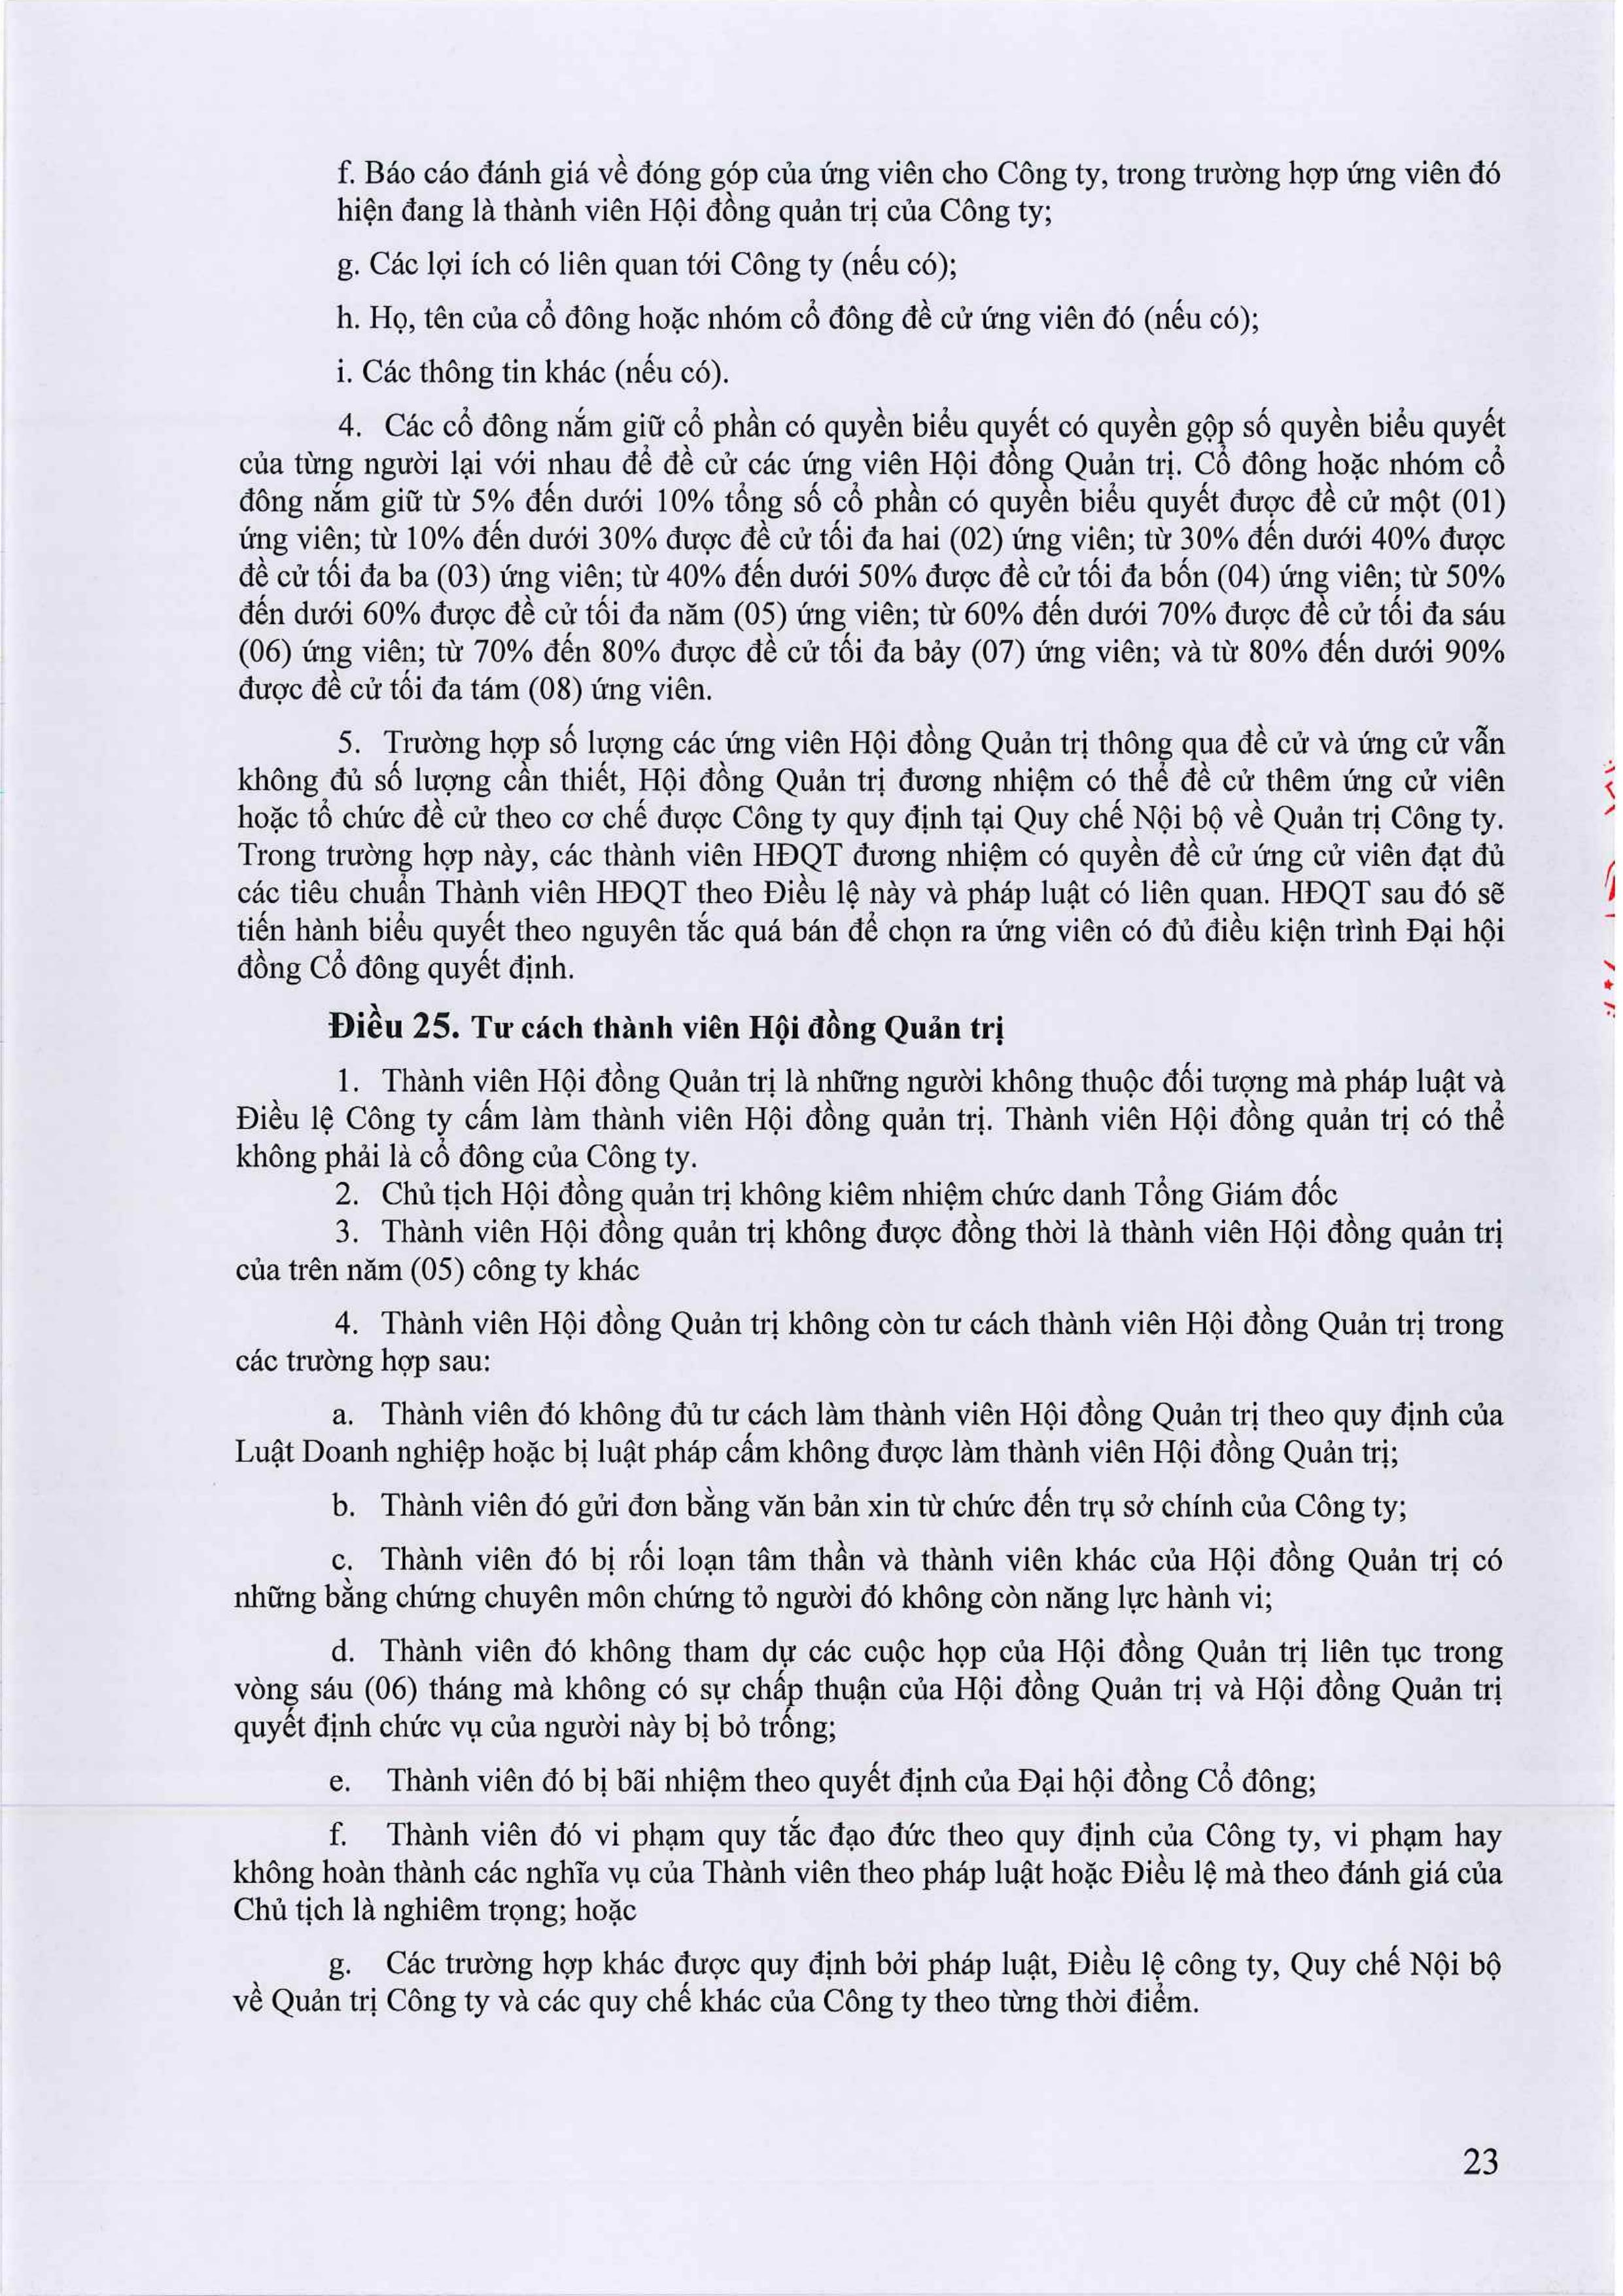 f. Báo cáo đánh giá về đóng góp của ứng viên cho Công ty, trong trường hợp ứng viên đó
hiện đang là thành viên Hội đồng quản trị của Công ty;
g. Các lợi ích có liên quan tới Công ty (nếu có);
h. Họ, tên của cổ đông hoặc nhóm cổ đông đề cử ứng viên đó (nếu có);
i. Các thông tin khác (nếu có).
4. Các cổ đông nắm giữ cổ phần có quyền biểu quyết có quyền gộp số quyền biểu quyết
của từng người lại với nhau để đề cử các ứng viên Hội đồng Quản trị. Cổ đông hoặc nhóm cổ
đông nắm giữ từ 5% đến dưới 10% tổng số cổ phần có quyền biểu quyết được đề cử một (01)
ứng viên; từ 10% đến dưới 30% được đề cử tối đa hai (02) ứng viên; từ 30% đến dưới 40% được
đề cử tối đa ba (03) ứng viên; từ 40% đến dưới 50% được đề cử tối đa bốn (04) ứng viên; từ 50%
đến dưới 60% được đề cử tối đa năm (05) ứng viên; từ 60% đến dưới 70% được đề cử tối đa sáu
(06) ứng viên; từ 70% đến 80% được đề cử tối đa bảy (07) ứng viên; và từ 80% đến dưới 90%
được đề cử tối đa tám (08) ứng viên.
5. Trường hợp số lượng các ứng viên Hội đồng Quản trị thông qua đề cử và ứng cử vẫn
không đủ số lượng cần thiết, Hội đồng Quản trị đương nhiệm có thể đề cử thêm ứng cử viên
hoặc tổ chức đề cử theo cơ chế được Công ty quy định tại Quy chế Nội bộ về Quản trị Công ty.
Trong trường hợp này, các thành viên HĐQT đương nhiệm có quyền đề cử ứng cử viên đạt đủ
các tiêu chuẩn Thành viên HĐQT theo Điều lệ này và pháp luật có liên quan. HĐQT sau đó sẽ
tiến hành biểu quyết theo nguyên tắc quá bán để chọn ra ứng viên có đủ điều kiện trình Đại hội
đồng Cổ đông quyết định.
Điều 25. Tư cách thành viên Hội đồng Quản trị
1. Thành viên Hội đồng Quản trị là những người không thuộc đối tượng mà pháp luật và
Điều lệ Công ty cấm làm thành viên Hội đồng quản trị. Thành viên Hội đồng quản trị có thể
không phải là cổ đông của Công ty.
2. Chủ tịch Hội đồng quản trị không kiêm nhiệm chức danh Tổng Giám đốc
3. Thành viên Hội đồng quản trị không được đồng thời là thành viên Hội đồng quản trị
của trên năm (05) công ty khác
4. Thành viên Hội đồng Quản trị không còn tư cách thành viên Hội đồng Quản trị trong
các trường hợp sau:
a. Thành viên đó không đủ tư cách làm thành viên Hội đồng Quản trị theo quy định của
Luật Doanh nghiệp hoặc bị luật pháp cấm không được làm thành viên Hội đồng Quản trị;
b. Thành viên đó gửi đơn bằng văn bản xin từ chức đến trụ sở chính của Công ty;
c. Thành viên đó bị rối loạn tâm thần và thành viên khác của Hội đồng Quản trị có
những bằng chứng chuyên môn chứng tỏ người đó không còn năng lực hành vi;
d. Thành viên đó không tham dự các cuộc họp của Hội đồng Quản trị liên tục trong
vòng sáu (06) tháng mà không có sự chấp thuận của Hội đồng Quản trị và Hội đồng Quản trị
quyết định chức vụ của người này bị bỏ trống;
e. Thành viên đó bị bãi nhiệm theo quyết định của Đại hội đồng Cổ đông;
f. Thành viên đó vi phạm quy tắc đạo đức theo quy định của Công ty, vi phạm hay
không hoàn thành các nghĩa vụ của Thành viên theo pháp luật hoặc Điều lệ mà theo đánh giá của
Chủ tịch là nghiêm trọng; hoặc
g. Các trường hợp khác được quy định bởi pháp luật, Điều lệ công ty, Quy chế Nội bộ
về Quản trị Công ty và các quy chế khác của Công ty theo từng thời điểm.
23